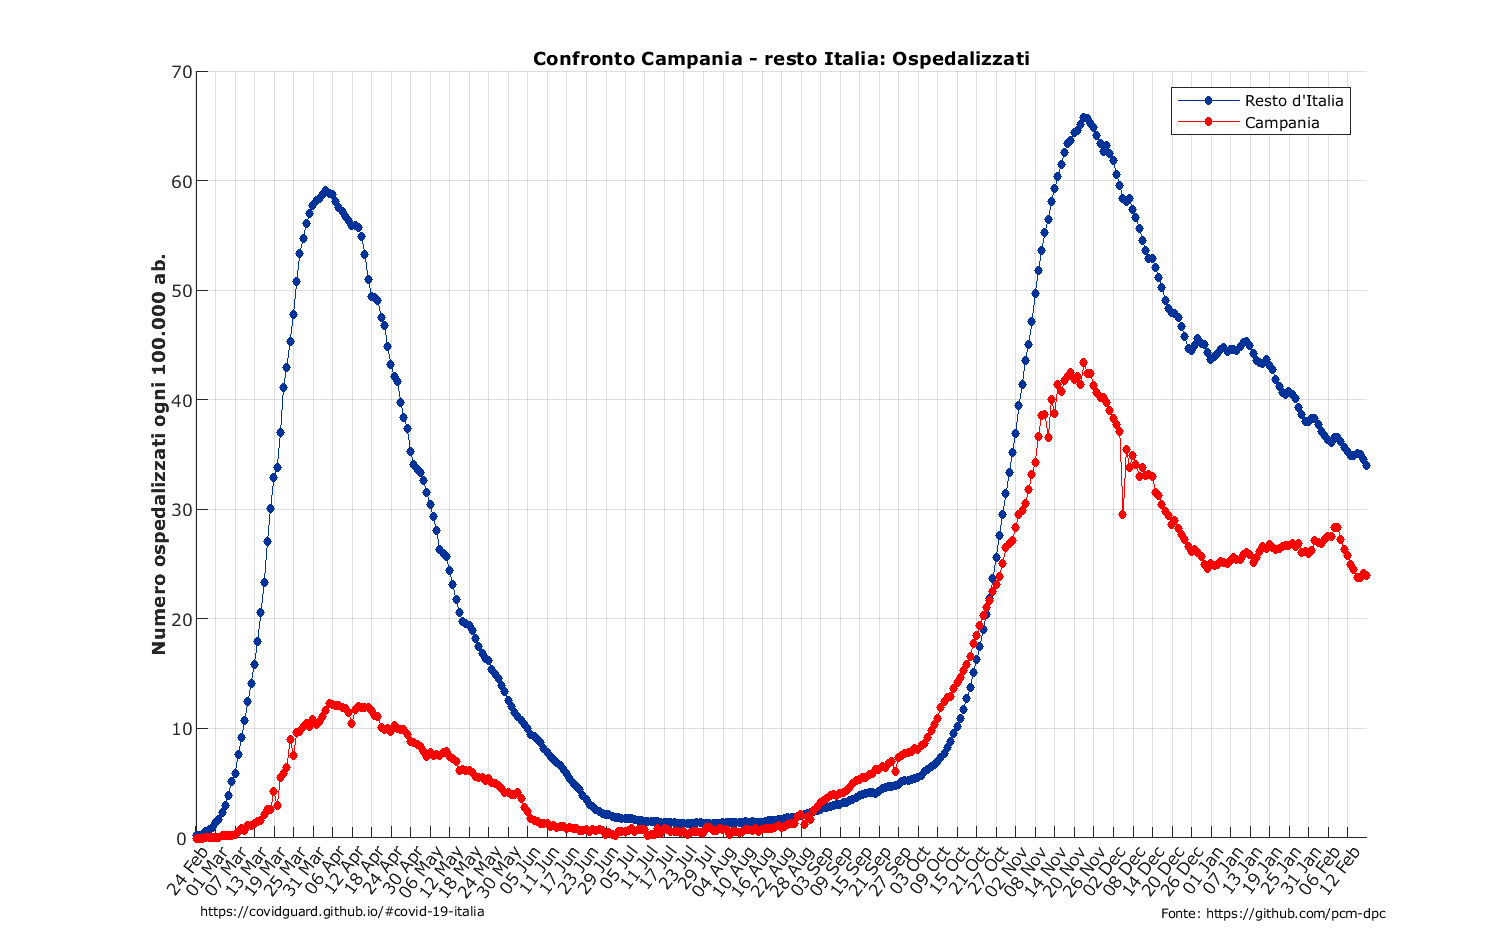 Confronto Campania - resto Italia: Ospedalizzati
Resto d'Italia
Campania
Numero ospedalizzati ogni 100.000 ab.
70
60
50
40
30
20
10
0
24 Feb
01 Mar
07 Mar
13 Mar
19 Mar
25 Mar
31 Mar
06 Apr
12 Apr
18 Apr
24 Apr
30 Apr
06 May
12 May
18 May
24 May
30 May
05 Jun
11 Jun
17 Jun
23 Jun
29 Jun
05 Jul
11 Jul
17 Jul
23 Jul
29 Jul
04 Aug
10 Aug
16 Aug
22 Aug
28 Aug
03 Sep
09 Sep
15 Sep
21 Sep
27 Sep
03 Oct
09 Oct
15 Oct
21 Oct
27 Oct
02 Nov
08 Nov
14 Nov
20 Nov
26 Nov
02 Dec
08 Dec
14 Dec
20 Dec
26 Dec
01 Jan
07 Jan
13 Jan
19 Jan
25 Jan
31 Jan
06 Feb
12 Feb
https://covidguard.github.io/#covid-19-italia
Fonte: https://github.com/pcm-dpc